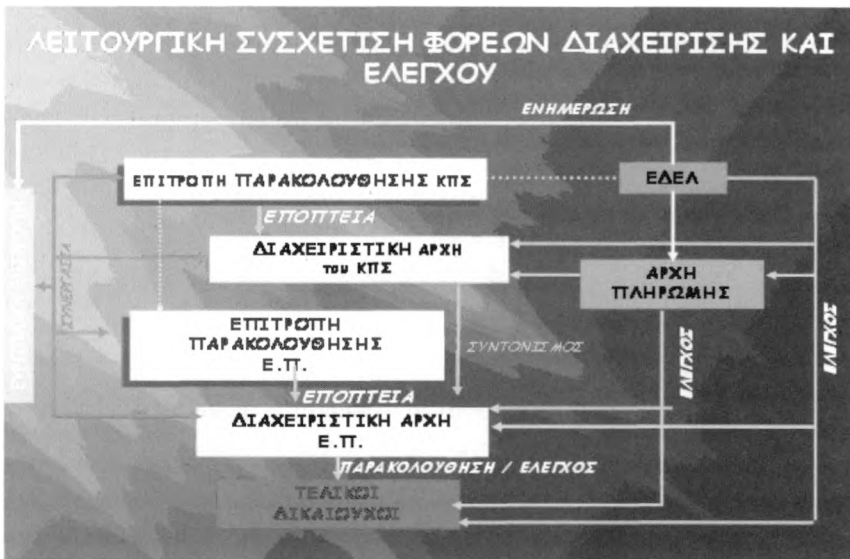 ΛΕΙΤΟΥΡΓΙΚΗ ΣΥΣΧΕΤΙΣΗ ΦΟΡΕΩΝ ΔΙΑΧΕΙΡΙΣΗΣ ΚΑΙ
ΕΛΕΓΧΟΥ
ΕΝΗΜΕΡΩΣΗ
ΕΠΙΤΡΟΠΗ ΠΑΡΑΚΟΛΟΥΘΗΣΗΣ ΚΠΣ
ΕΔΕΛ
ΕΠΟΠΤΕΙΑ
ΔΙΑΧΕΙΡΙΣΤΙΚΗ ΑΡΧΗ
του ΚΠΣ
ΑΡΧΗ
ΠΛΗΡΩΜΗΣ
ΣΥΝΕΡΓΑΣΙΑ
ΕΠΙΤΡΟΠΗ
ΠΑΡΑΚΟΛΟΥΘΗΣΗΣ
Ε.Π.
ΣΥΝΤΟΝΙΣΜΟΣ
ΕΛΕΓΧΟΣ
ΕΛΕΓΧΟΣ
ΕΠΟΠΤΕΙΑ
ΔΙΑΧΕΙΡΙΣΤΙΚΗ ΑΡΧΗ
Ε.Π.
ΠΑΡΑΚΟΛΟΥΘΗΣΗ / ΕΛΕΓΧΟΣ
ΤΕΛΙΚΟΙ
ΔΙΚΑΙΟΥΧΟΙ